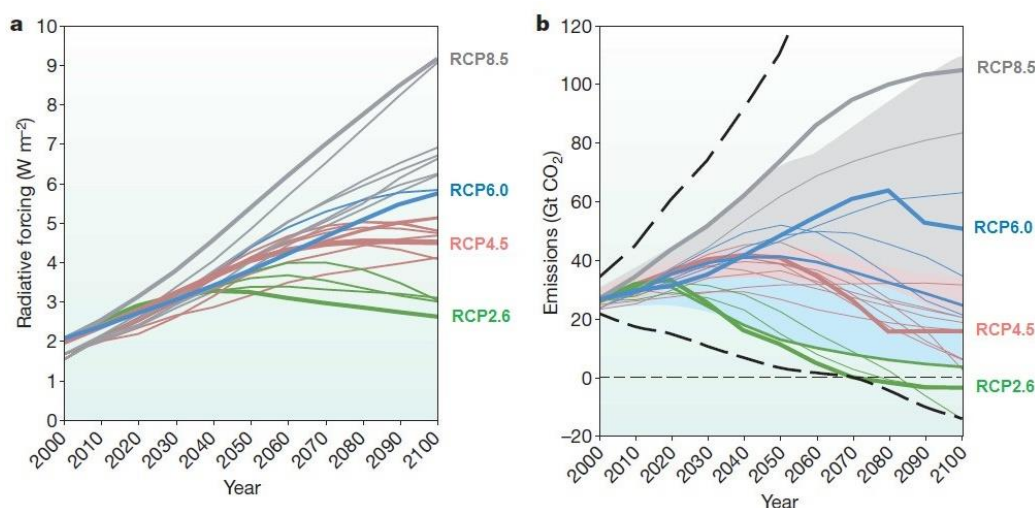 a
Radiative forcing (W m−2)
10
9
8
7
6
5
4
3
2
1
0
2000
2010
2020
2030
2040
2050
2060
2070
2080
2090
2100
Year
RCP8.5
RCP6.0
RCP4.5
RCP2.6
b
Emissions (Gt CO2)
120
100
80
60
40
20
0
−20
2000
2010
2020
2030
2040
2050
2060
2070
2080
2090
2100
Year
RCP8.5
RCP6.0
RCP4.5
RCP2.6